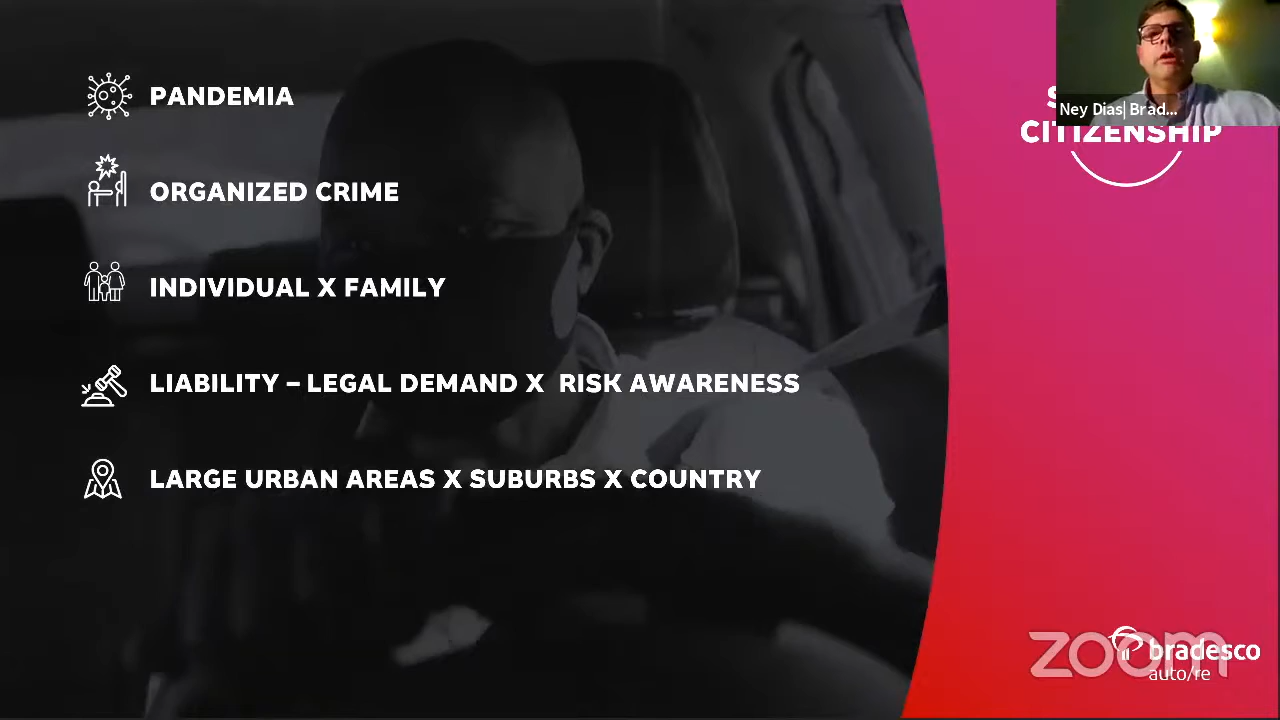 PANDEMIA
ORGANIZED CRIME
INDIVIDUAL X FAMILY
LIABILITY – LEGAL DEMAND X RISK AWARENESS
LARGE URBAN AREAS X SUBURBS X COUNTRY
Ney Dias| Brad...
CITIZENSHIP
zoom
bradesco
auto/re